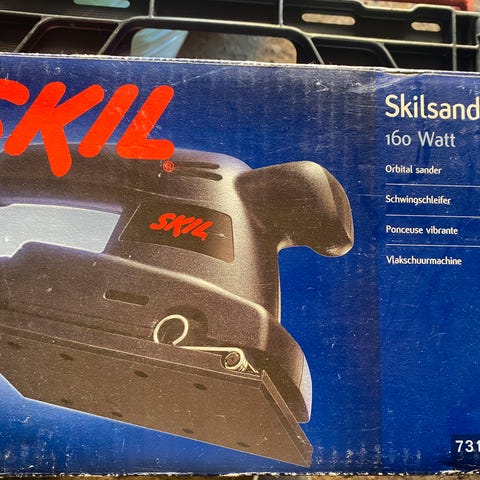 SKIL
®
SKIL
Skilsand
160 Watt
Orbital sander
Schwingschleifer
Ponceuse vibrante
Vlakschuurmachine
731